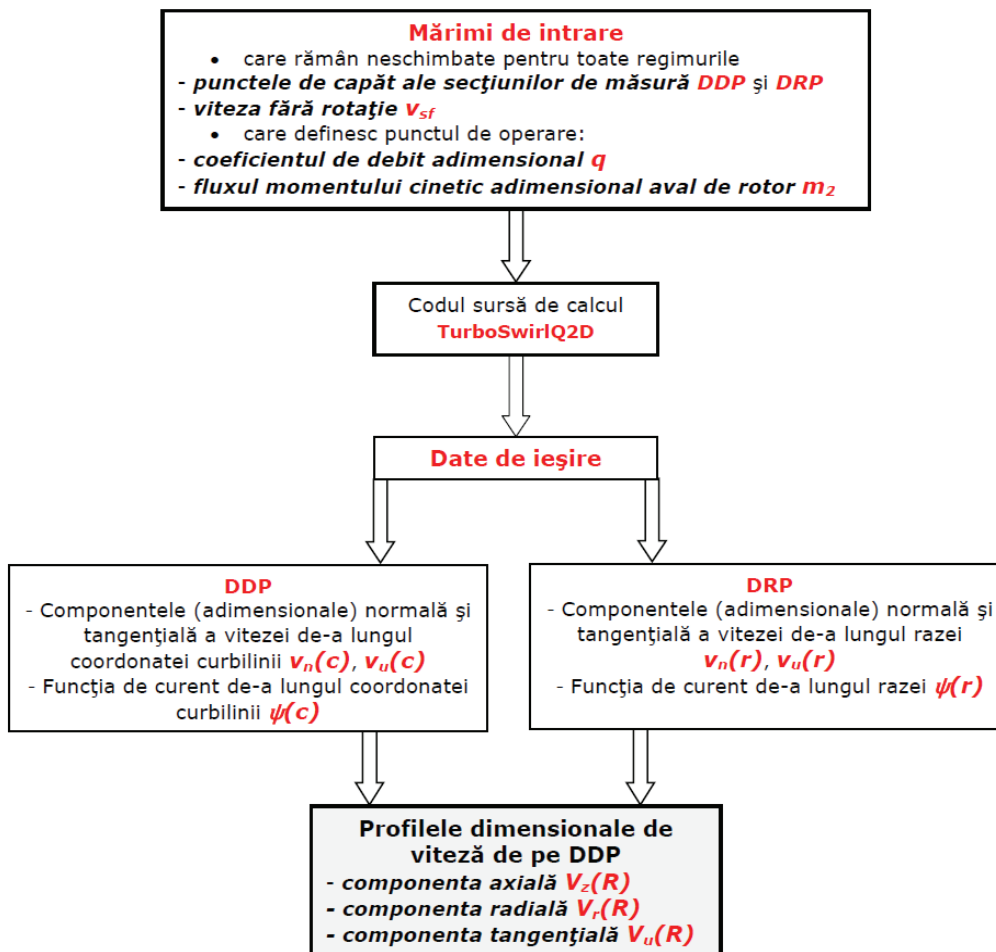 Mărimi de intrare
• care rămân neschimbate pentru toate regimurile
- punctele de capăt ale secţiunilor de măsură DDP şi DRP
- viteza fără rotaţie vsf
• care definesc punctul de operare:
- coeficientul de debit adimensional q
- fluxul momentului cinetic adimensional aval de rotor m2
Codul sursă de calcul
TurboSwirlQ2D
Date de ieşire
DDP
- Componentele (adimensionale) normală şi
tangenţială a vitezei de-a lungul
coordonatei curbilinii vn(c), vu(c)
- Funcţia de curent de-a lungul coordonatei
curbilinii ψ(c)
DRP
- Componentele (adimensionale) normală şi
tangenţială a vitezei de-a lungul razei
vn(r), vu(r)
- Funcţia de curent de-a lungul razei ψ(r)
Profilele dimensionale de
viteză de pe DDP
- componenta axială Vz(R)
- componenta radială Vr(R)
- componenta tangenţială Vu(R)